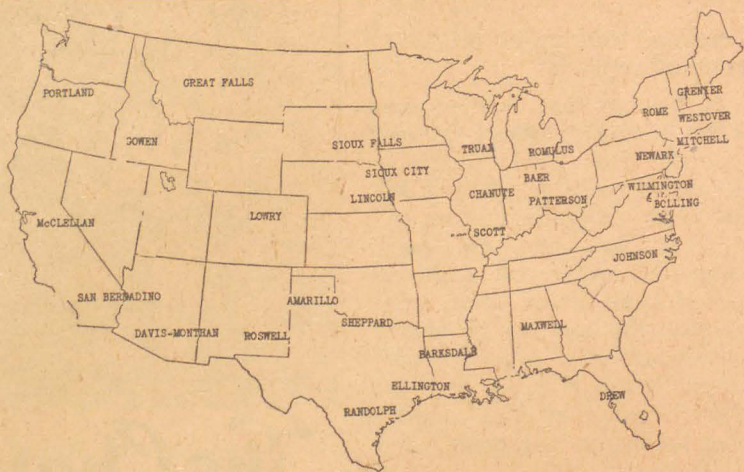 GREAT FALLS
GRENIER
PORTLAND
ROME
WESTOVER
GOWEN
SIOUX FALLS
TRUAX
ROMULUS
MITCHELL
NEWARK
SIOUX CITY
BAER
WILMINGTON
LINCOLN
CHANUTE
PATTERSON
BOLLING
McCLELLAN
LOWRY
SCOTT
JOHNSON
SAN BERNADINO
AMARILLO
SHEPPARD
MAXWELL
DAVIS-MONTHAN
ROSWELL
BARKSDALE
ELLINGTON
DREW
RANDOLPH